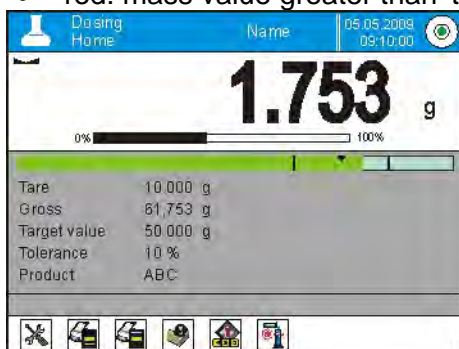 • red: mass value greater than t
Dosing
Home
Name
05.05.2009
09:10:00
1.753 g
0% 100%
Tare 10.000 g
Gross 61,753 g
Target value 50.000 g
Tolerance 10 %
Product ABC